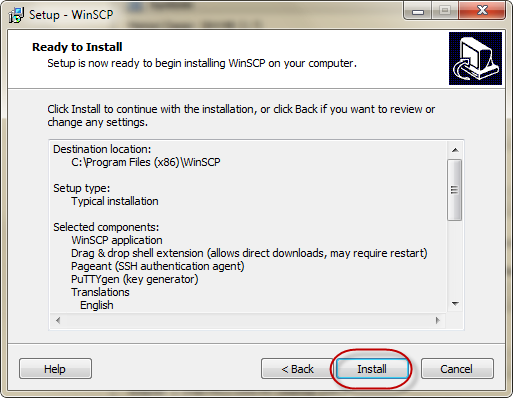 Setup - WinSCP
Ready to Install
Setup is now ready to begin installing WinSCP on your computer.
Click Install to continue with the installation, or click Back if you want to review or
change any settings.
Destination location:
C:\Program Files (x86)\WinSCP
Setup type:
Typical installation
Selected components:
WinSCP application
Drag & drop shell extension (allows direct downloads, may require restart)
Pageant (SSH authentication agent)
PuTTYgen (key generator)
Translations
English
Help
< Back
Install
Cancel